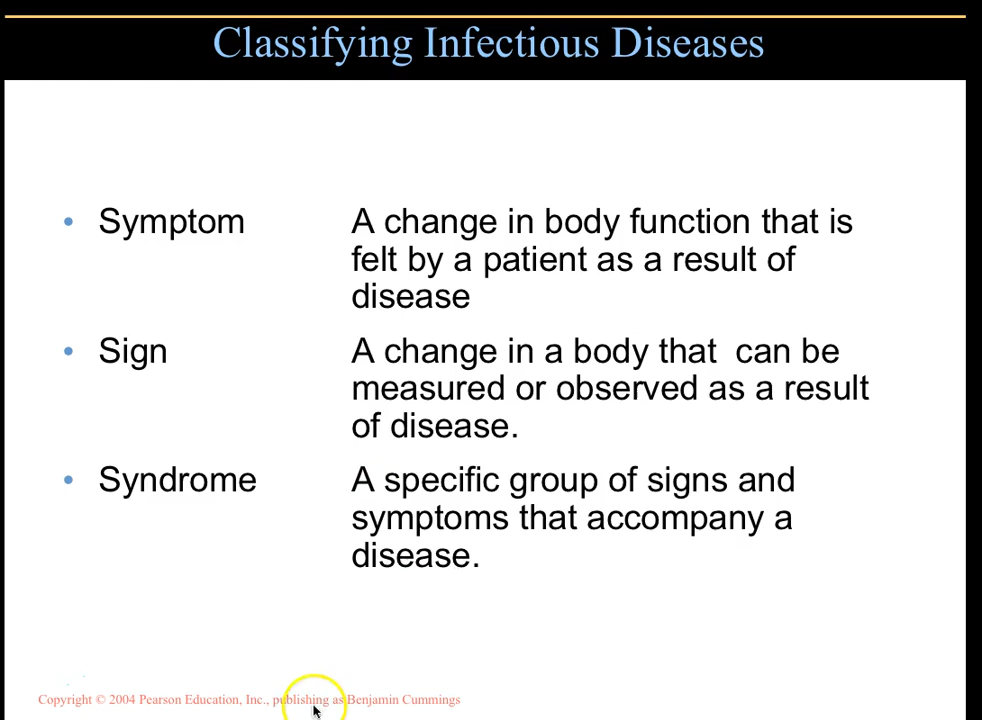 Classifying Infectious Diseases
• Symptom A change in body function that is
felt by a patient as a result of
disease
• Sign A change in a body that  can be
measured or observed as a result
of disease.
• Syndrome A specific group of signs and
symptoms that accompany a
disease.
Copyright © 2004 Pearson Education, Inc., publishing as Benjamin Cummings